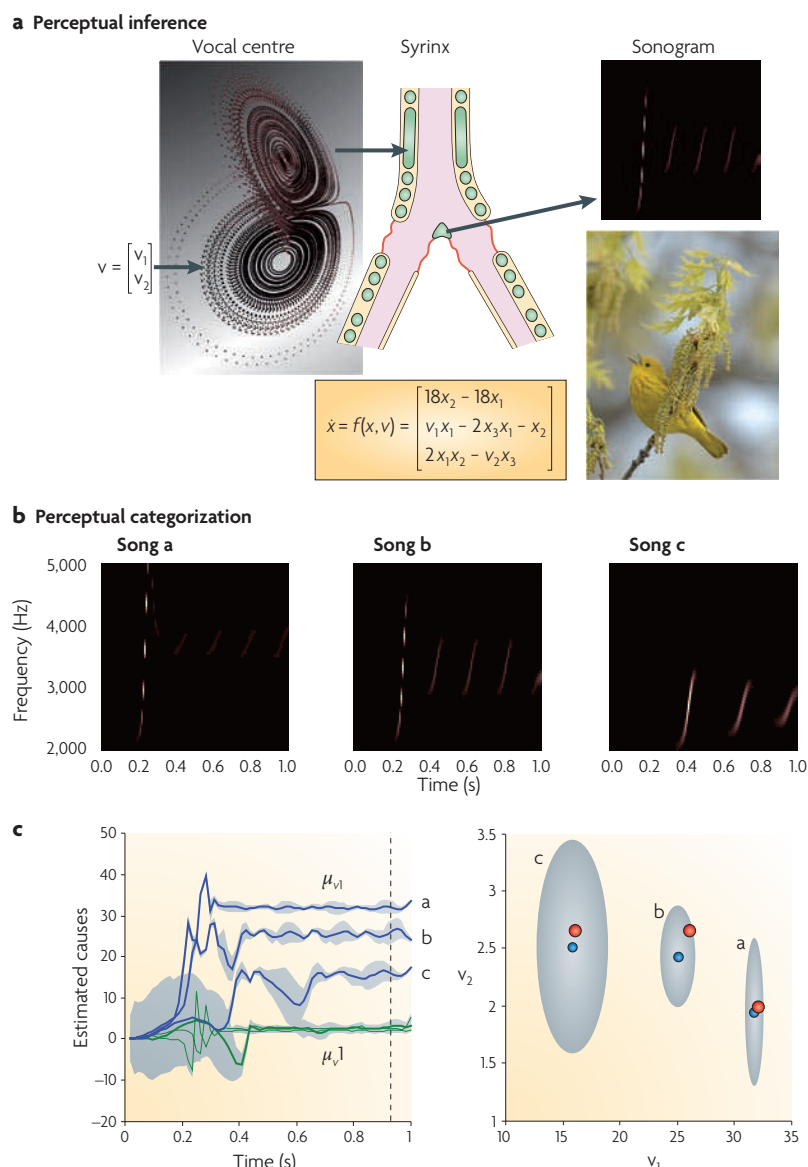 a Perceptual inference
Vocal centre
Syrinx
Sonogram
v = [v₁
v₂]
ẋ = f(x, v) = [18x₂ – 18x₁
v₁x₁ – 2x₃x₁ – x₂
2x₁x₂ – v₂x₃]
b Perceptual categorization
Song a
Song b
Song c
Frequency (Hz)
5,000
4,000
3,000
2,000
0.0 0.2 0.4 0.6 0.8 1.0
0.0 0.2 0.4 0.6 0.8 1.0
0.0 0.2 0.4 0.6 0.8 1.0
Time (s)
c
Estimated causes
50
40
30
20
10
0
–10
–20
μᵥ₁
a
b
c
μᵥ1
0 0.2 0.4 0.6 0.8 1
Time (s)
v₂
3.5
3
2.5
2
1.5
1
c
b
a
10 15 20 25 30 35
v₁